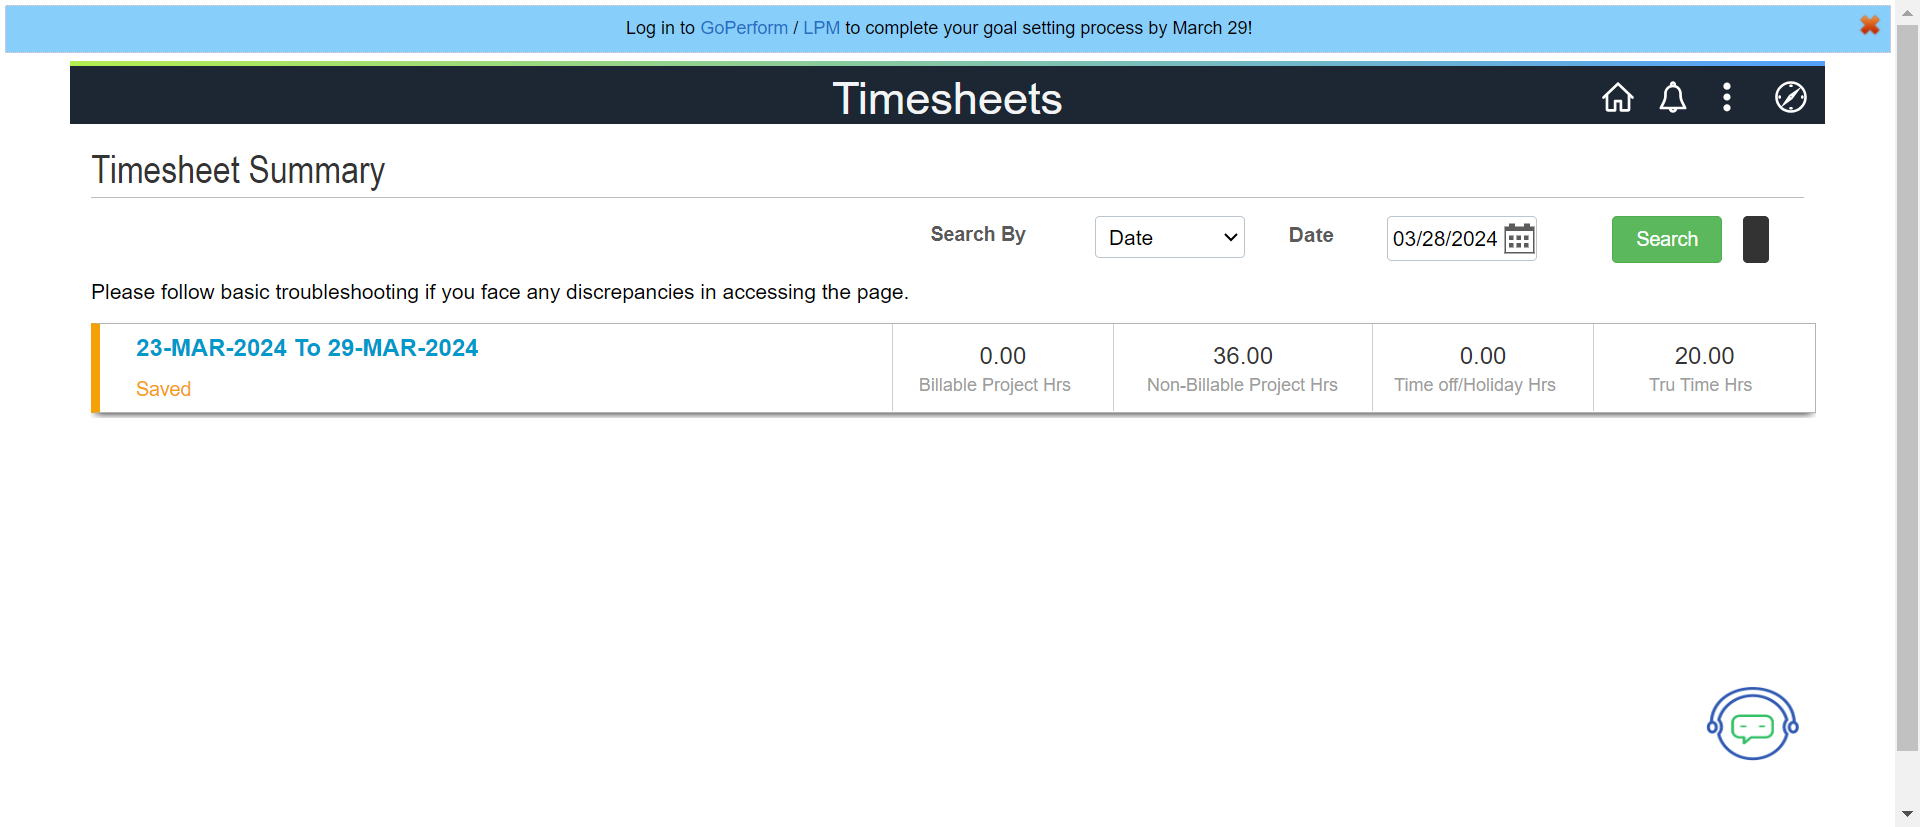 Log in to GoPerform / LPM to complete your goal setting process by March 29!
Timesheets
Timesheet Summary
Search By
Date
Date
03/28/2024
Search
Please follow basic troubleshooting if you face any discrepancies in accessing the page.
23-MAR-2024 To 29-MAR-2024
Saved
0.00
Billable Project Hrs
36.00
Non-Billable Project Hrs
0.00
Time off/Holiday Hrs
20.00
Tru Time Hrs